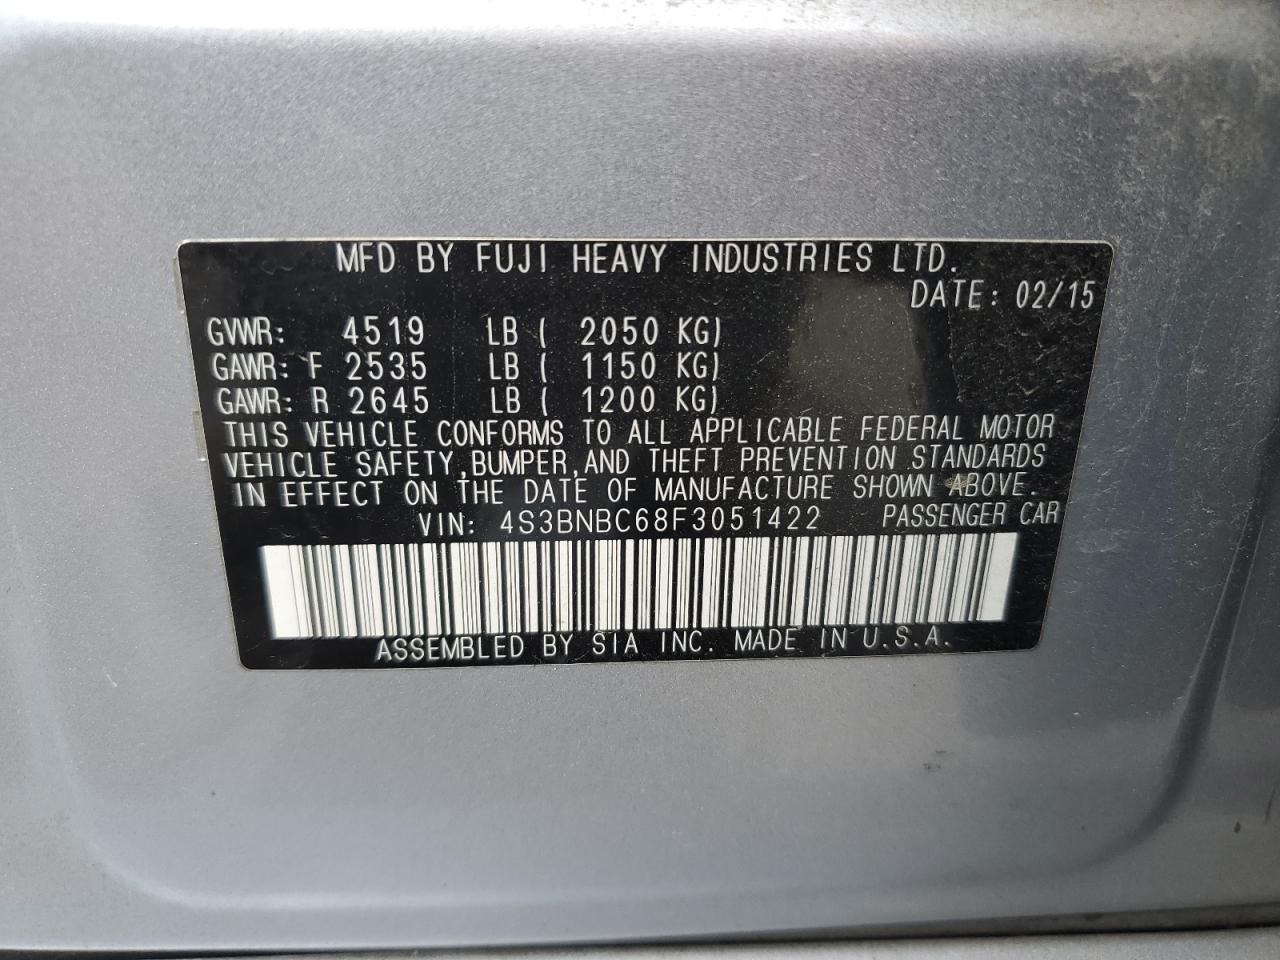 MFD BY FUJI HEAVY INDUSTRIES LTD.
DATE: 02/15
GVWR: 4519 LB ( 2050 KG)
GAWR: F 2535 LB ( 1150 KG)
GAWR: R 2645 LB ( 1200 KG)
THIS VEHICLE CONFORMS TO ALL APPLICABLE FEDERAL MOTOR
VEHICLE SAFETY,BUMPER,AND THEFT PREVENTION STANDARDS
IN EFFECT ON THE DATE OF MANUFACTURE SHOWN ABOVE.
VIN: 4S3BNBC68F3051422 PASSENGER CAR
ASSEMBLED BY SIA INC. MADE IN U.S.A.